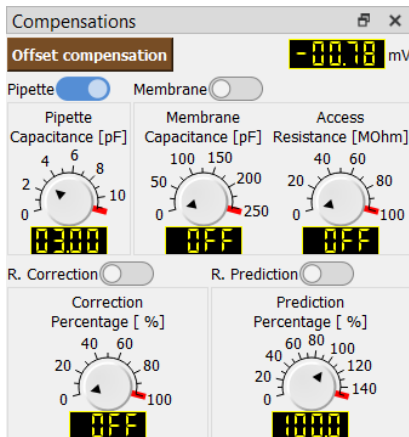 Compensations
Offset compensation -00.78 mV
Pipette Membrane
Pipette Capacitance [pF]
0 2 4 6 8 10
03.00
Membrane Capacitance [pF]
0 50 100 150 200 250
OFF
Access Resistance [MOhm]
0 20 40 60 80 100
OFF
R. Correction R. Prediction
Correction Percentage [ %]
0 20 40 60 80 100
OFF
Prediction Percentage [ %]
0 20 40 60 80 100 120 140
100.0